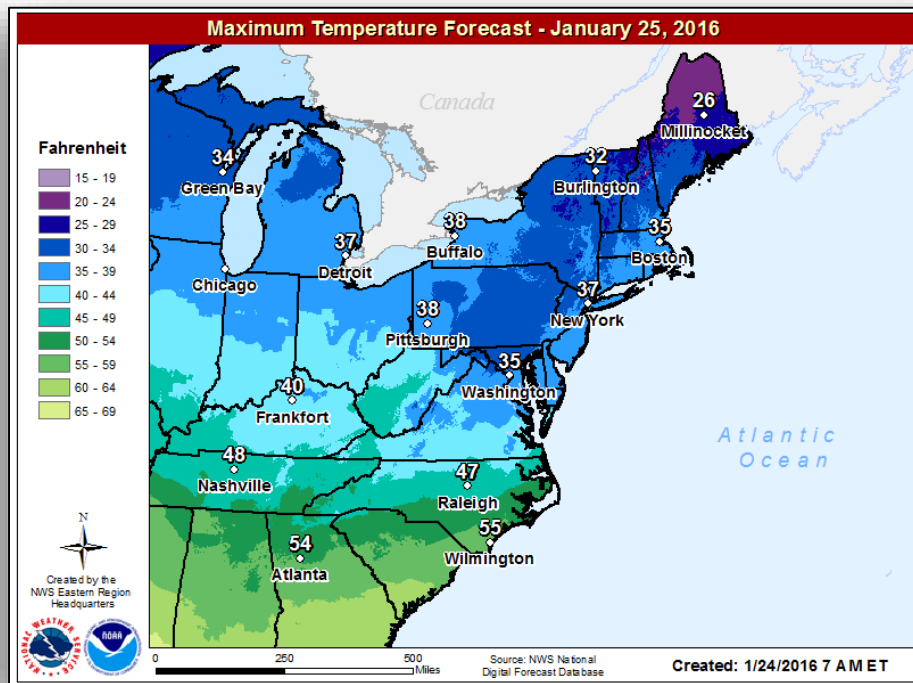 Maximum Temperature Forecast - January 25, 2016
Canada
26
Millinocket
Fahrenheit
15 - 19
20 - 24
25 - 29
30 - 34
35 - 39
40 - 44
45 - 49
50 - 54
55 - 59
60 - 64
65 - 69
34
Green Bay
32
Burlington
38
Buffalo
35
Boston
37
Detroit
Chicago
37
New York
38
Pittsburgh
35
Washington
40
Frankfort
Atlantic
Ocean
48
Nashville
47
Raleigh
55
Wilmington
54
Atlanta
N
Created by the
NWS Eastern Region
Headquarters
NATIONAL WEATHER SERVICE
NOAA
0 250 500
Miles
Source: NWS National
Digital Forecast Database
Created: 1/24/2016 7 AM ET